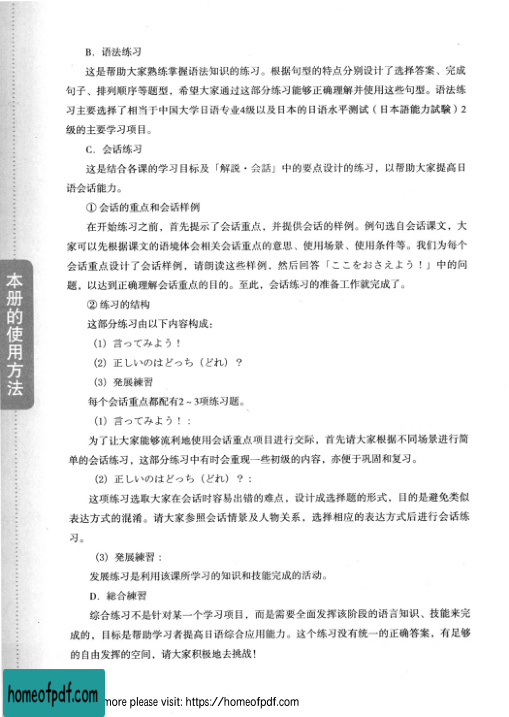 B. 语法练习
这是帮助大家熟练掌握语法知识的练习。根据句型的特点分别设计了选择答案、完成
句子、排列顺序等题型，希望大家通过这部分练习能够正确理解并使用这些句型。语法练
习主要选择了相当于中国大学日语专业4级以及日本的日语水平测试（日本語能力試験）2
级的主要学习项目。
C. 会话练习
这是结合各课的学习目标及「解説・会話」中的要点设计的练习，以帮助大家提高日
语会话能力。
① 会话的重点和会话样例
在开始练习之前，首先提示了会话重点，并提供会话的样例。例句选自会话课文，大
家可以先根据课文的语境体会相关会话重点的意思、使用场景、使用条件等。我们为每个
会话重点设计了会话样例，请朗读这些样例，然后回答「ここをおさえよう！」中的问
题，以达到正确理解会话重点的目的。至此，会话练习的准备工作就完成了。
② 练习的结构
这部分练习由以下内容构成：
（1）言ってみよう！
（2）正しいのはどっち（どれ）？
（3）発展練習
每个会话重点都配有2～3项练习题。
（1）言ってみよう！：
为了让大家能够流利地使用会话重点项目进行交际，首先请大家根据不同场景进行简
单的会话练习，这部分练习中有时会重现一些初级的内容，亦便于巩固和复习。
（2）正しいのはどっち（どれ）？：
这项练习选取大家在会话时容易出错的难点，设计成选择题的形式，目的是避免类似
表达方式的混淆。请大家参照会话情景及人物关系，选择相应的表达方式后进行会话练
习。
（3）発展練習：
发展练习是利用该课所学习的知识和技能完成的活动。
D. 総合練習
综合练习不是针对某一个学习项目，而是需要全面发挥该阶段的语言知识、技能来完
成的，目标是帮助学习者提高日语综合应用能力。这个练习没有统一的正确答案，有足够
的自由发挥的空间，请大家积极地去挑战！
本册的使用方法
homeofpdf.com
more please visit: https://homeofpdf.com